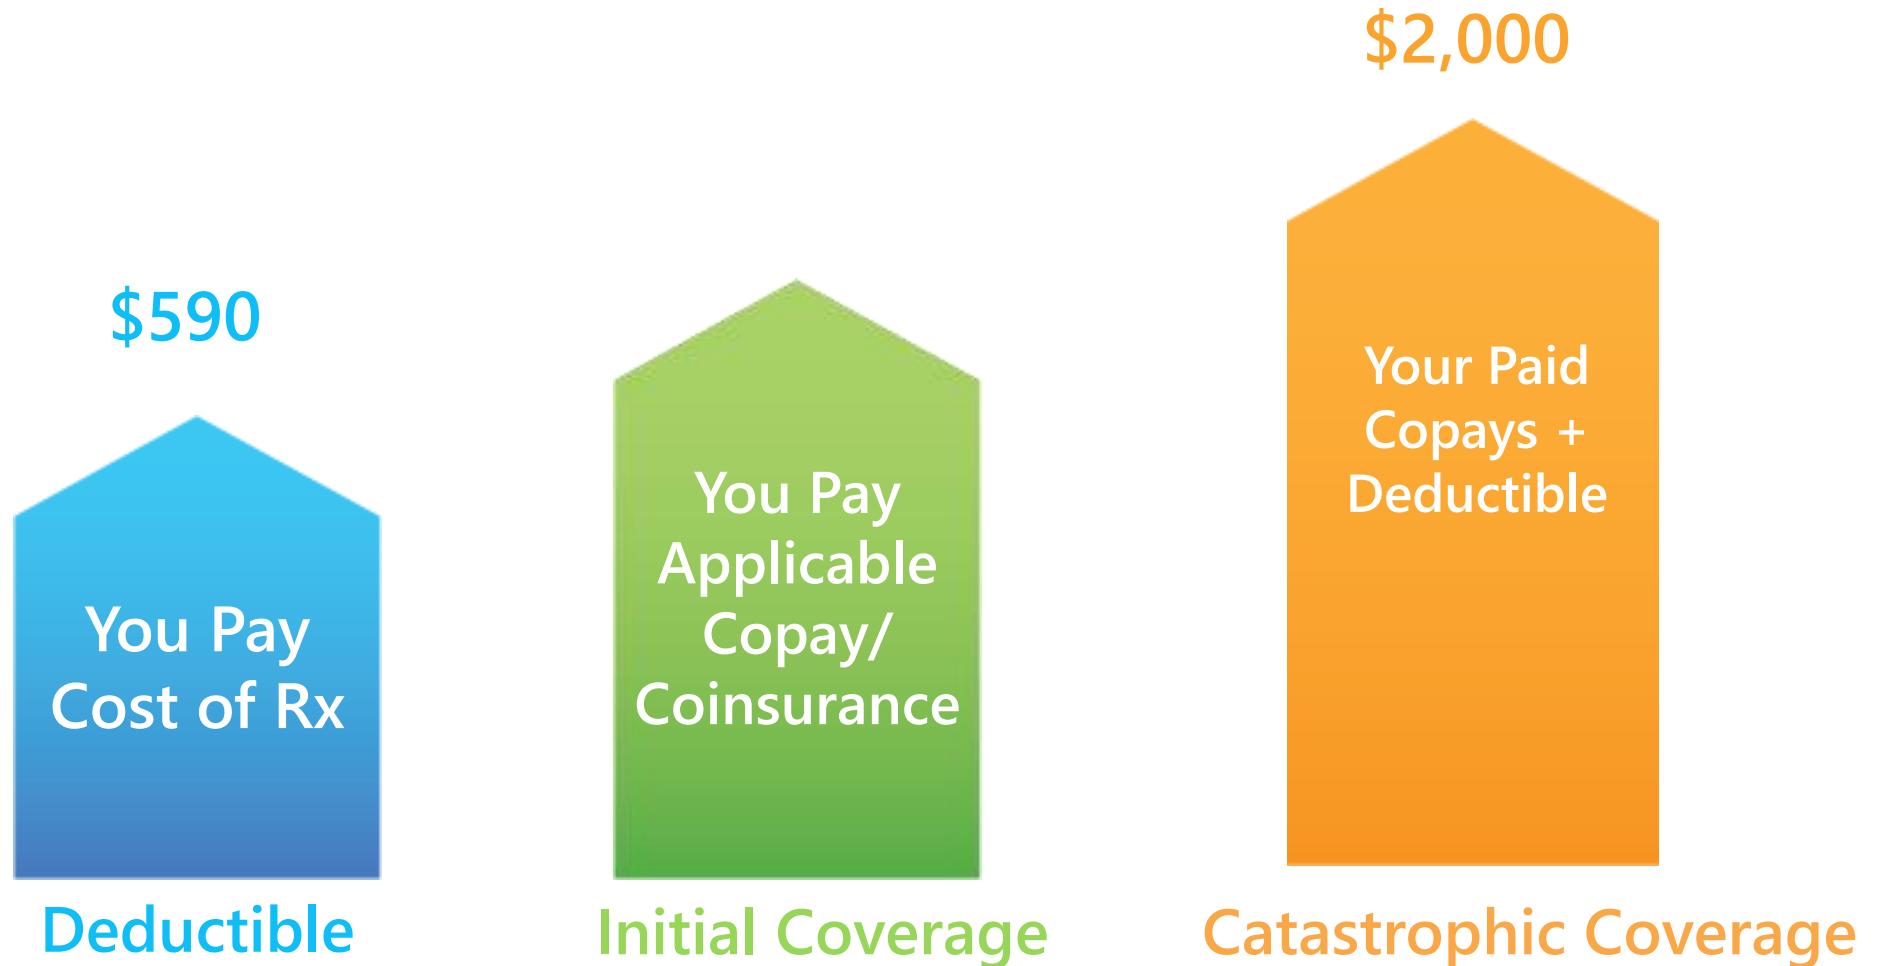 $590
You Pay
Cost of Rx
Deductible
You Pay
Applicable
Copay/
Coinsurance
Initial Coverage
$2,000
Your Paid
Copays +
Deductible
Catastrophic Coverage